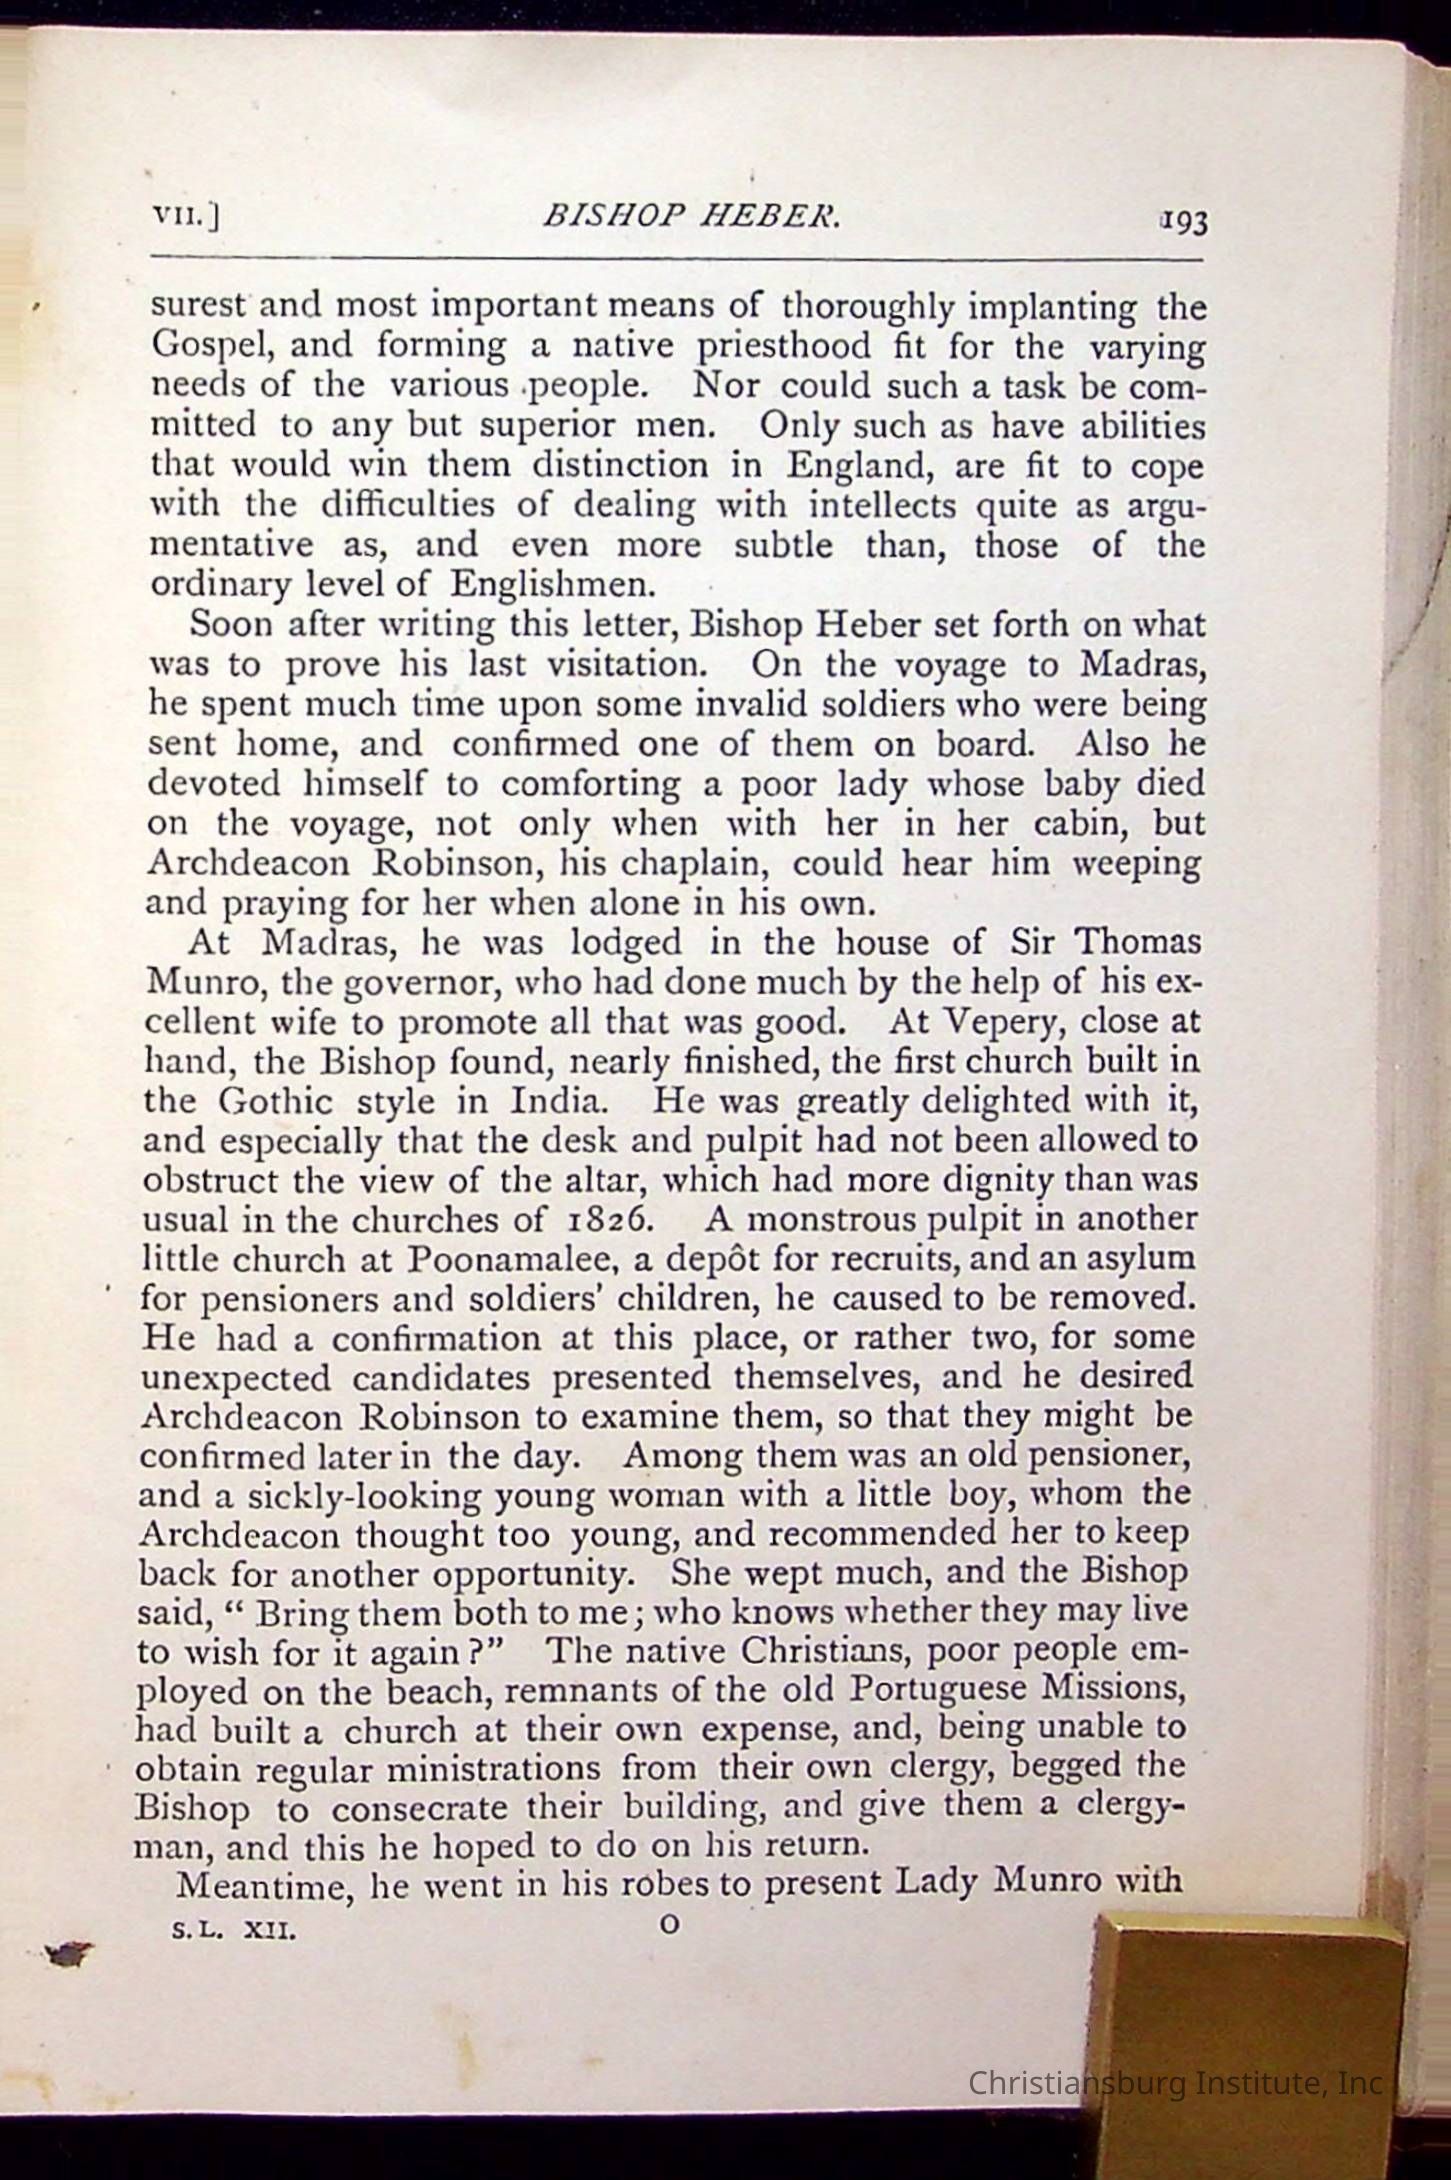 VII.] BISHOP HEBER. 193
surest and most important means of thoroughly implanting the
Gospel, and forming a native priesthood fit for the varying
needs of the various people. Nor could such a task be com-
mitted to any but superior men. Only such as have abilities
that would win them distinction in England, are fit to cope
with the difficulties of dealing with intellects quite as argu-
mentative as, and even more subtle than, those of the
ordinary level of Englishmen.
Soon after writing this letter, Bishop Heber set forth on what
was to prove his last visitation. On the voyage to Madras,
he spent much time upon some invalid soldiers who were being
sent home, and confirmed one of them on board. Also he
devoted himself to comforting a poor lady whose baby died
on the voyage, not only when with her in her cabin, but
Archdeacon Robinson, his chaplain, could hear him weeping
and praying for her when alone in his own.
At Madras, he was lodged in the house of Sir Thomas
Munro, the governor, who had done much by the help of his ex-
cellent wife to promote all that was good. At Vepery, close at
hand, the Bishop found, nearly finished, the first church built in
the Gothic style in India. He was greatly delighted with it,
and especially that the desk and pulpit had not been allowed to
obstruct the view of the altar, which had more dignity than was
usual in the churches of 1826. A monstrous pulpit in another
little church at Poonamalee, a depôt for recruits, and an asylum
for pensioners and soldiers' children, he caused to be removed.
He had a confirmation at this place, or rather two, for some
unexpected candidates presented themselves, and he desired
Archdeacon Robinson to examine them, so that they might be
confirmed later in the day. Among them was an old pensioner,
and a sickly-looking young woman with a little boy, whom the
Archdeacon thought too young, and recommended her to keep
back for another opportunity. She wept much, and the Bishop
said, “ Bring them both to me; who knows whether they may live
to wish for it again?” The native Christians, poor people em-
ployed on the beach, remnants of the old Portuguese Missions,
had built a church at their own expense, and, being unable to
obtain regular ministrations from their own clergy, begged the
Bishop to consecrate their building, and give them a clergy-
man, and this he hoped to do on his return.
Meantime, he went in his robes to present Lady Munro with
S.L. XII. O
Christiansburg Institute, Inc